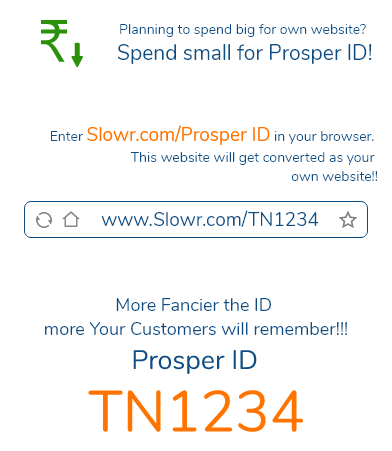 Planning to spend big for own website?
Spend small for Prosper ID!
Enter Slowr.com/Prosper ID in your browser.
This website will get converted as your
own website!!
www.Slowr.com/TN1234
More Fancier the ID
more Your Customers will remember!!!
Prosper ID
TN1234